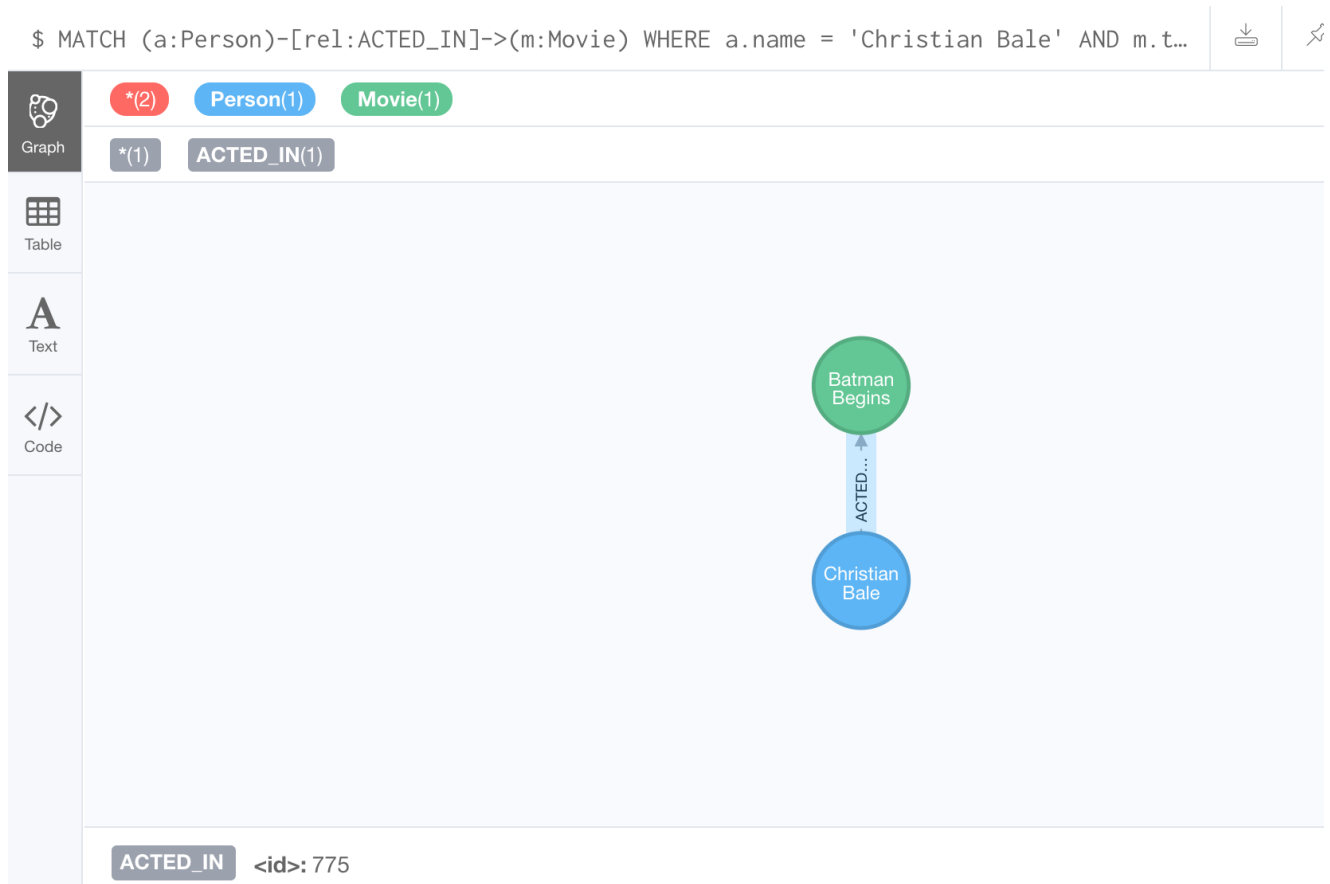 $ MATCH (a:Person)-[rel:ACTED_IN]->(m:Movie) WHERE a.name = 'Christian Bale' AND m.t…
*(2) Person(1) Movie(1)
Graph
*(1) ACTED_IN(1)
Table
Text
Code
Batman
Begins
ACTED...
Christian
Bale
ACTED_IN <id>: 775